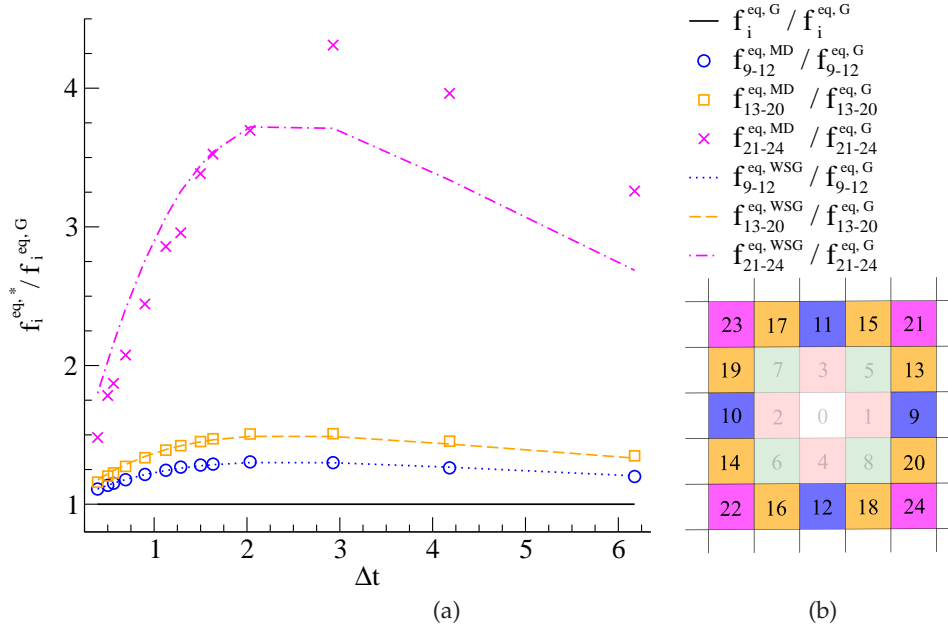 f_i^{eq, *} / f_i^{eq, G}
4
3
2
1
1
2
3
4
5
6
Δt
(a)
f_i^{eq, G} / f_i^{eq, G}
f_{9-12}^{eq, MD} / f_{9-12}^{eq, G}
f_{13-20}^{eq, MD} / f_{13-20}^{eq, G}
f_{21-24}^{eq, MD} / f_{21-24}^{eq, G}
f_{9-12}^{eq, WSG} / f_{9-12}^{eq, G}
f_{13-20}^{eq, WSG} / f_{13-20}^{eq, G}
f_{21-24}^{eq, WSG} / f_{21-24}^{eq, G}
23 17 11 15 21
19 7 3 5 13
10 2 0 1 9
14 6 4 8 20
22 16 12 18 24
(b)